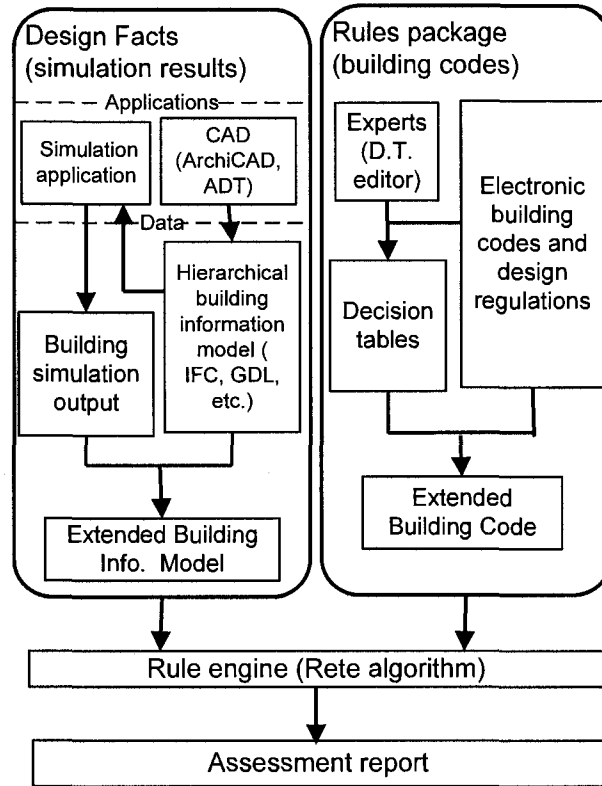 Design Facts
(simulation results)
Applications
Simulation
application
CAD
(ArchiCAD,
ADT)
Data
Hierarchical
building
information
model (
IFC, GDL,
etc.)
Building
simulation
output
Extended Building
Info. Model
Rules package
(building codes)
Experts
(D.T.
editor)
Electronic
building
codes and
design
regulations
Decision
tables
Extended
Building Code
Rule engine (Rete algorithm)
Assessment report